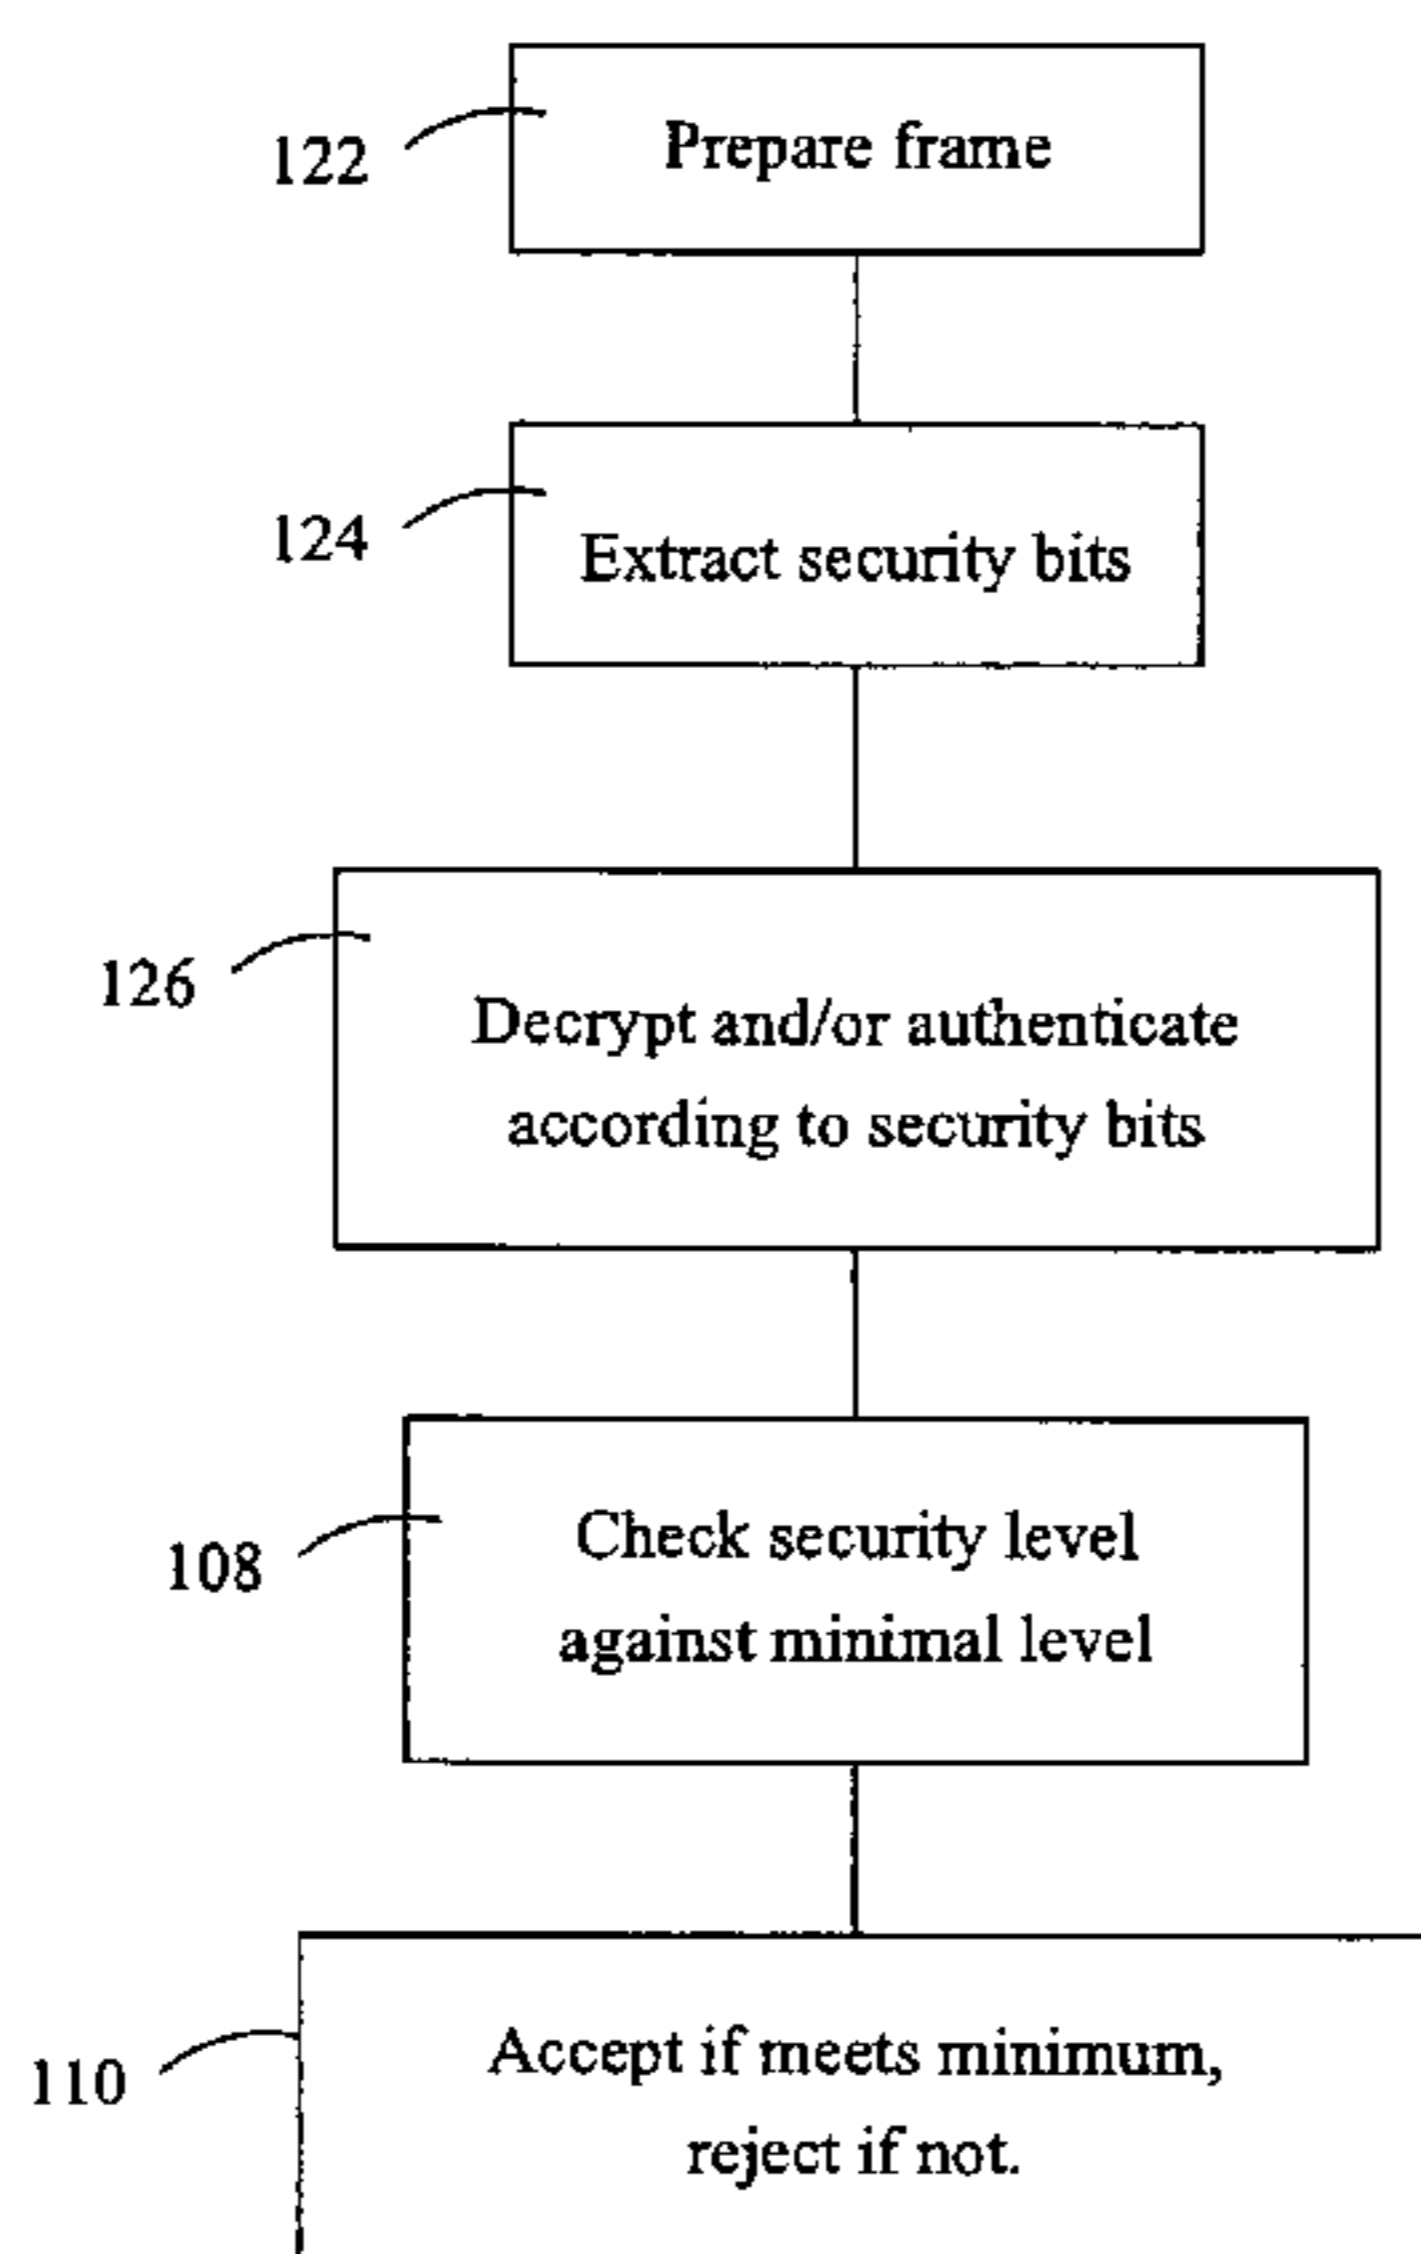 122
Prepare frame
124
Extract security bits
126
Decrypt and/or authenticate
according to security bits
108
Check security level
against minimal level
110
Accept if meets minimum,
reject if not.